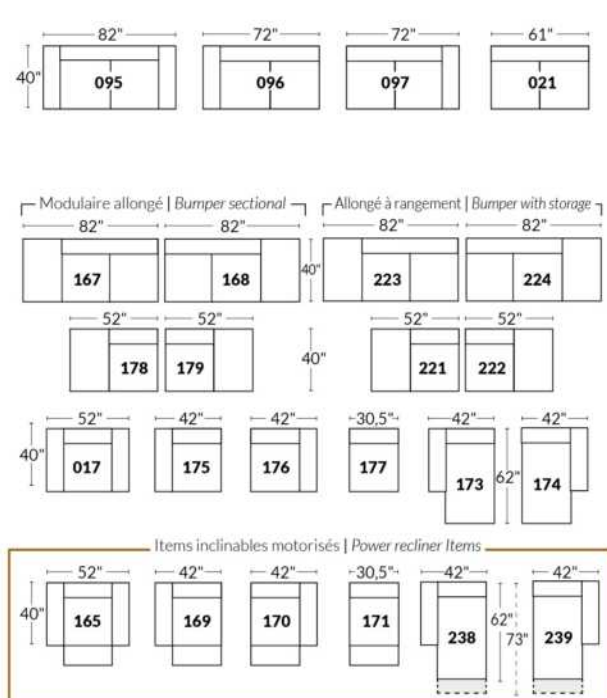 82" 72" 72" 61"
40" 095 096 097 021
Modulaire allongé | Bumper sectional Allongé à rangement | Bumper with storage
82" 82" 82" 82"
167 168 40" 223 224
52" 52" 52" 52"
178 179 40" 221 222
52" 42" 42" 30,5" 42" 42"
40" 017 175 176 177 173 62" 174
Items inclinables motorisés | Power recliner Items
52" 42" 42" 30,5" 42" 42"
40" 165 169 170 171 238 62" 73" 239